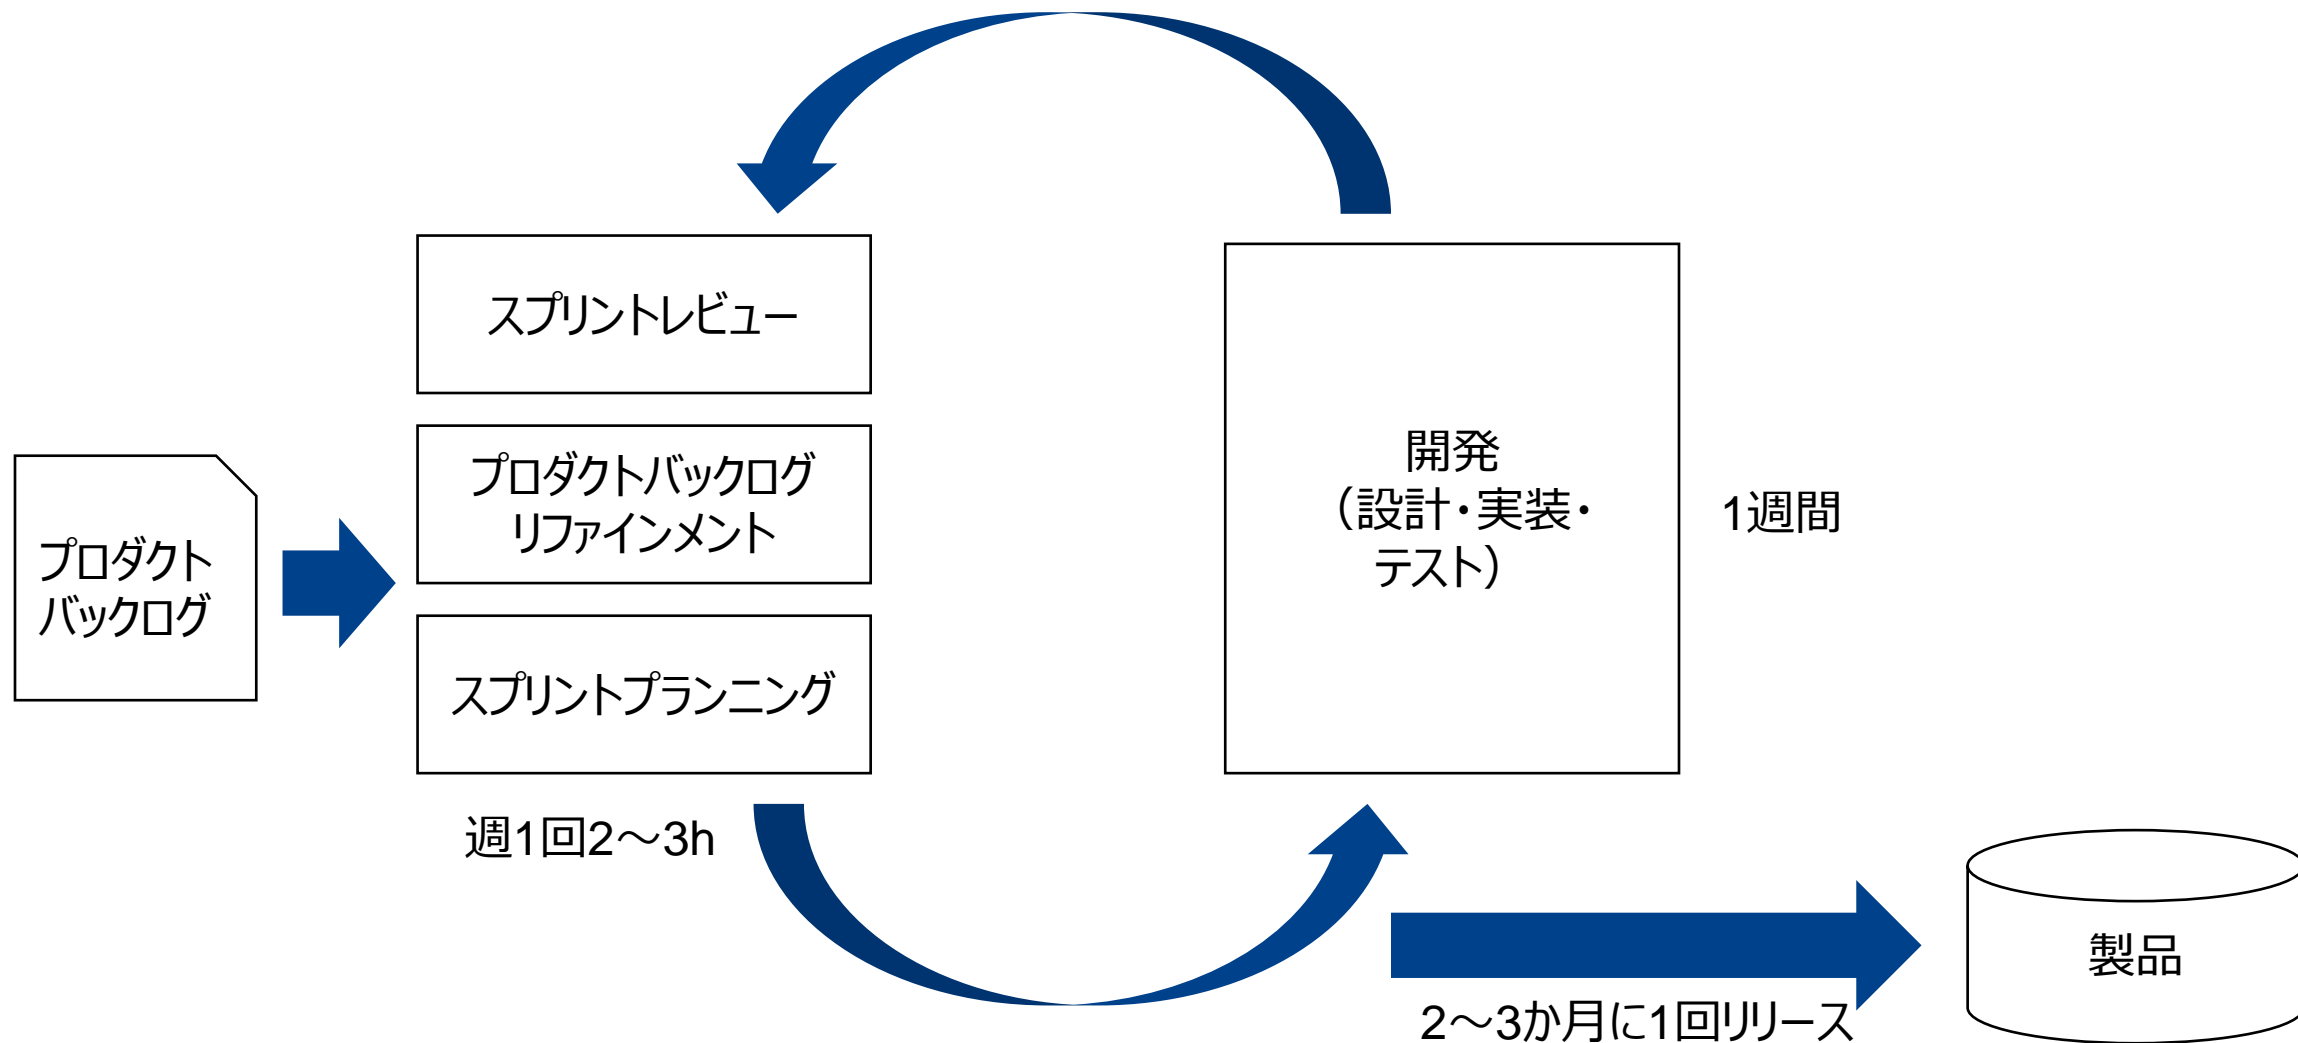 スプリントレビュー
プロダクトバックログ
リファインメント
スプリントプランニング
プロダクト
バックログ
開発
（設計・実装・
テスト）
1週間
週1回2～3h
2～3か月に1回リリース
製品